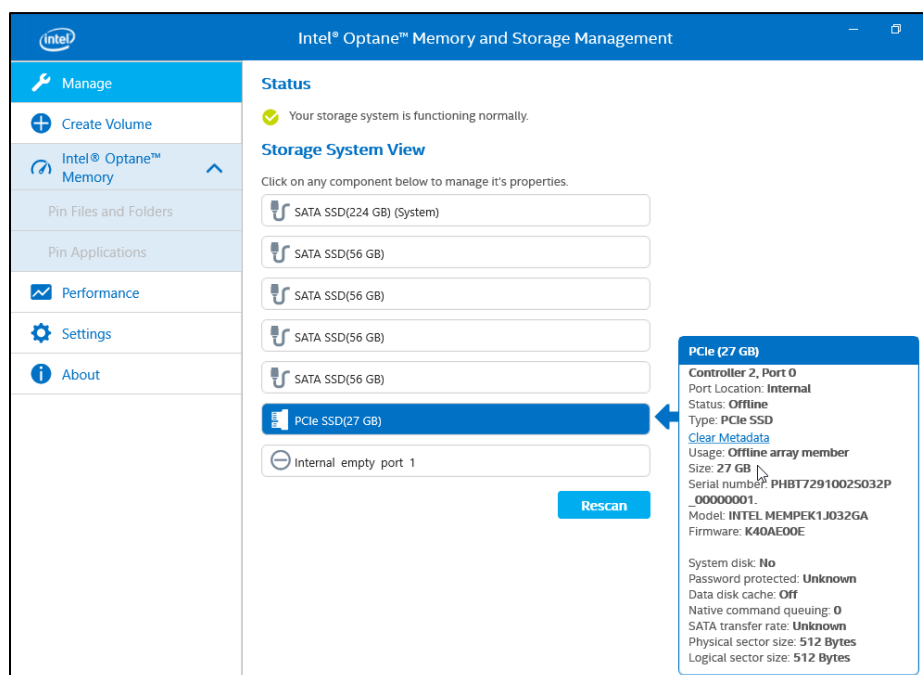 intel
Intel® Optane™ Memory and Storage Management
Manage
Create Volume
Intel® Optane™
Memory
Pin Files and Folders
Pin Applications
Performance
Settings
About
Status
Your storage system is functioning normally.
Storage System View
Click on any component below to manage it's properties.
SATA SSD(224 GB) (System)
SATA SSD(56 GB)
SATA SSD(56 GB)
SATA SSD(56 GB)
SATA SSD(56 GB)
PCIe SSD(27 GB)
Internal empty port 1
Rescan
PCIe (27 GB)
Controller 2, Port 0
Port Location: Internal
Status: Offline
Type: PCIe SSD
Clear Metadata
Usage: Offline array member
Size: 27 GB
Serial number: PHBT7291002S032P
_00000001.
Model: INTEL MEMPEK1J032GA
Firmware: K40AE00E
System disk: No
Password protected: Unknown
Data disk cache: Off
Native command queuing: 0
SATA transfer rate: Unknown
Physical sector size: 512 Bytes
Logical sector size: 512 Bytes